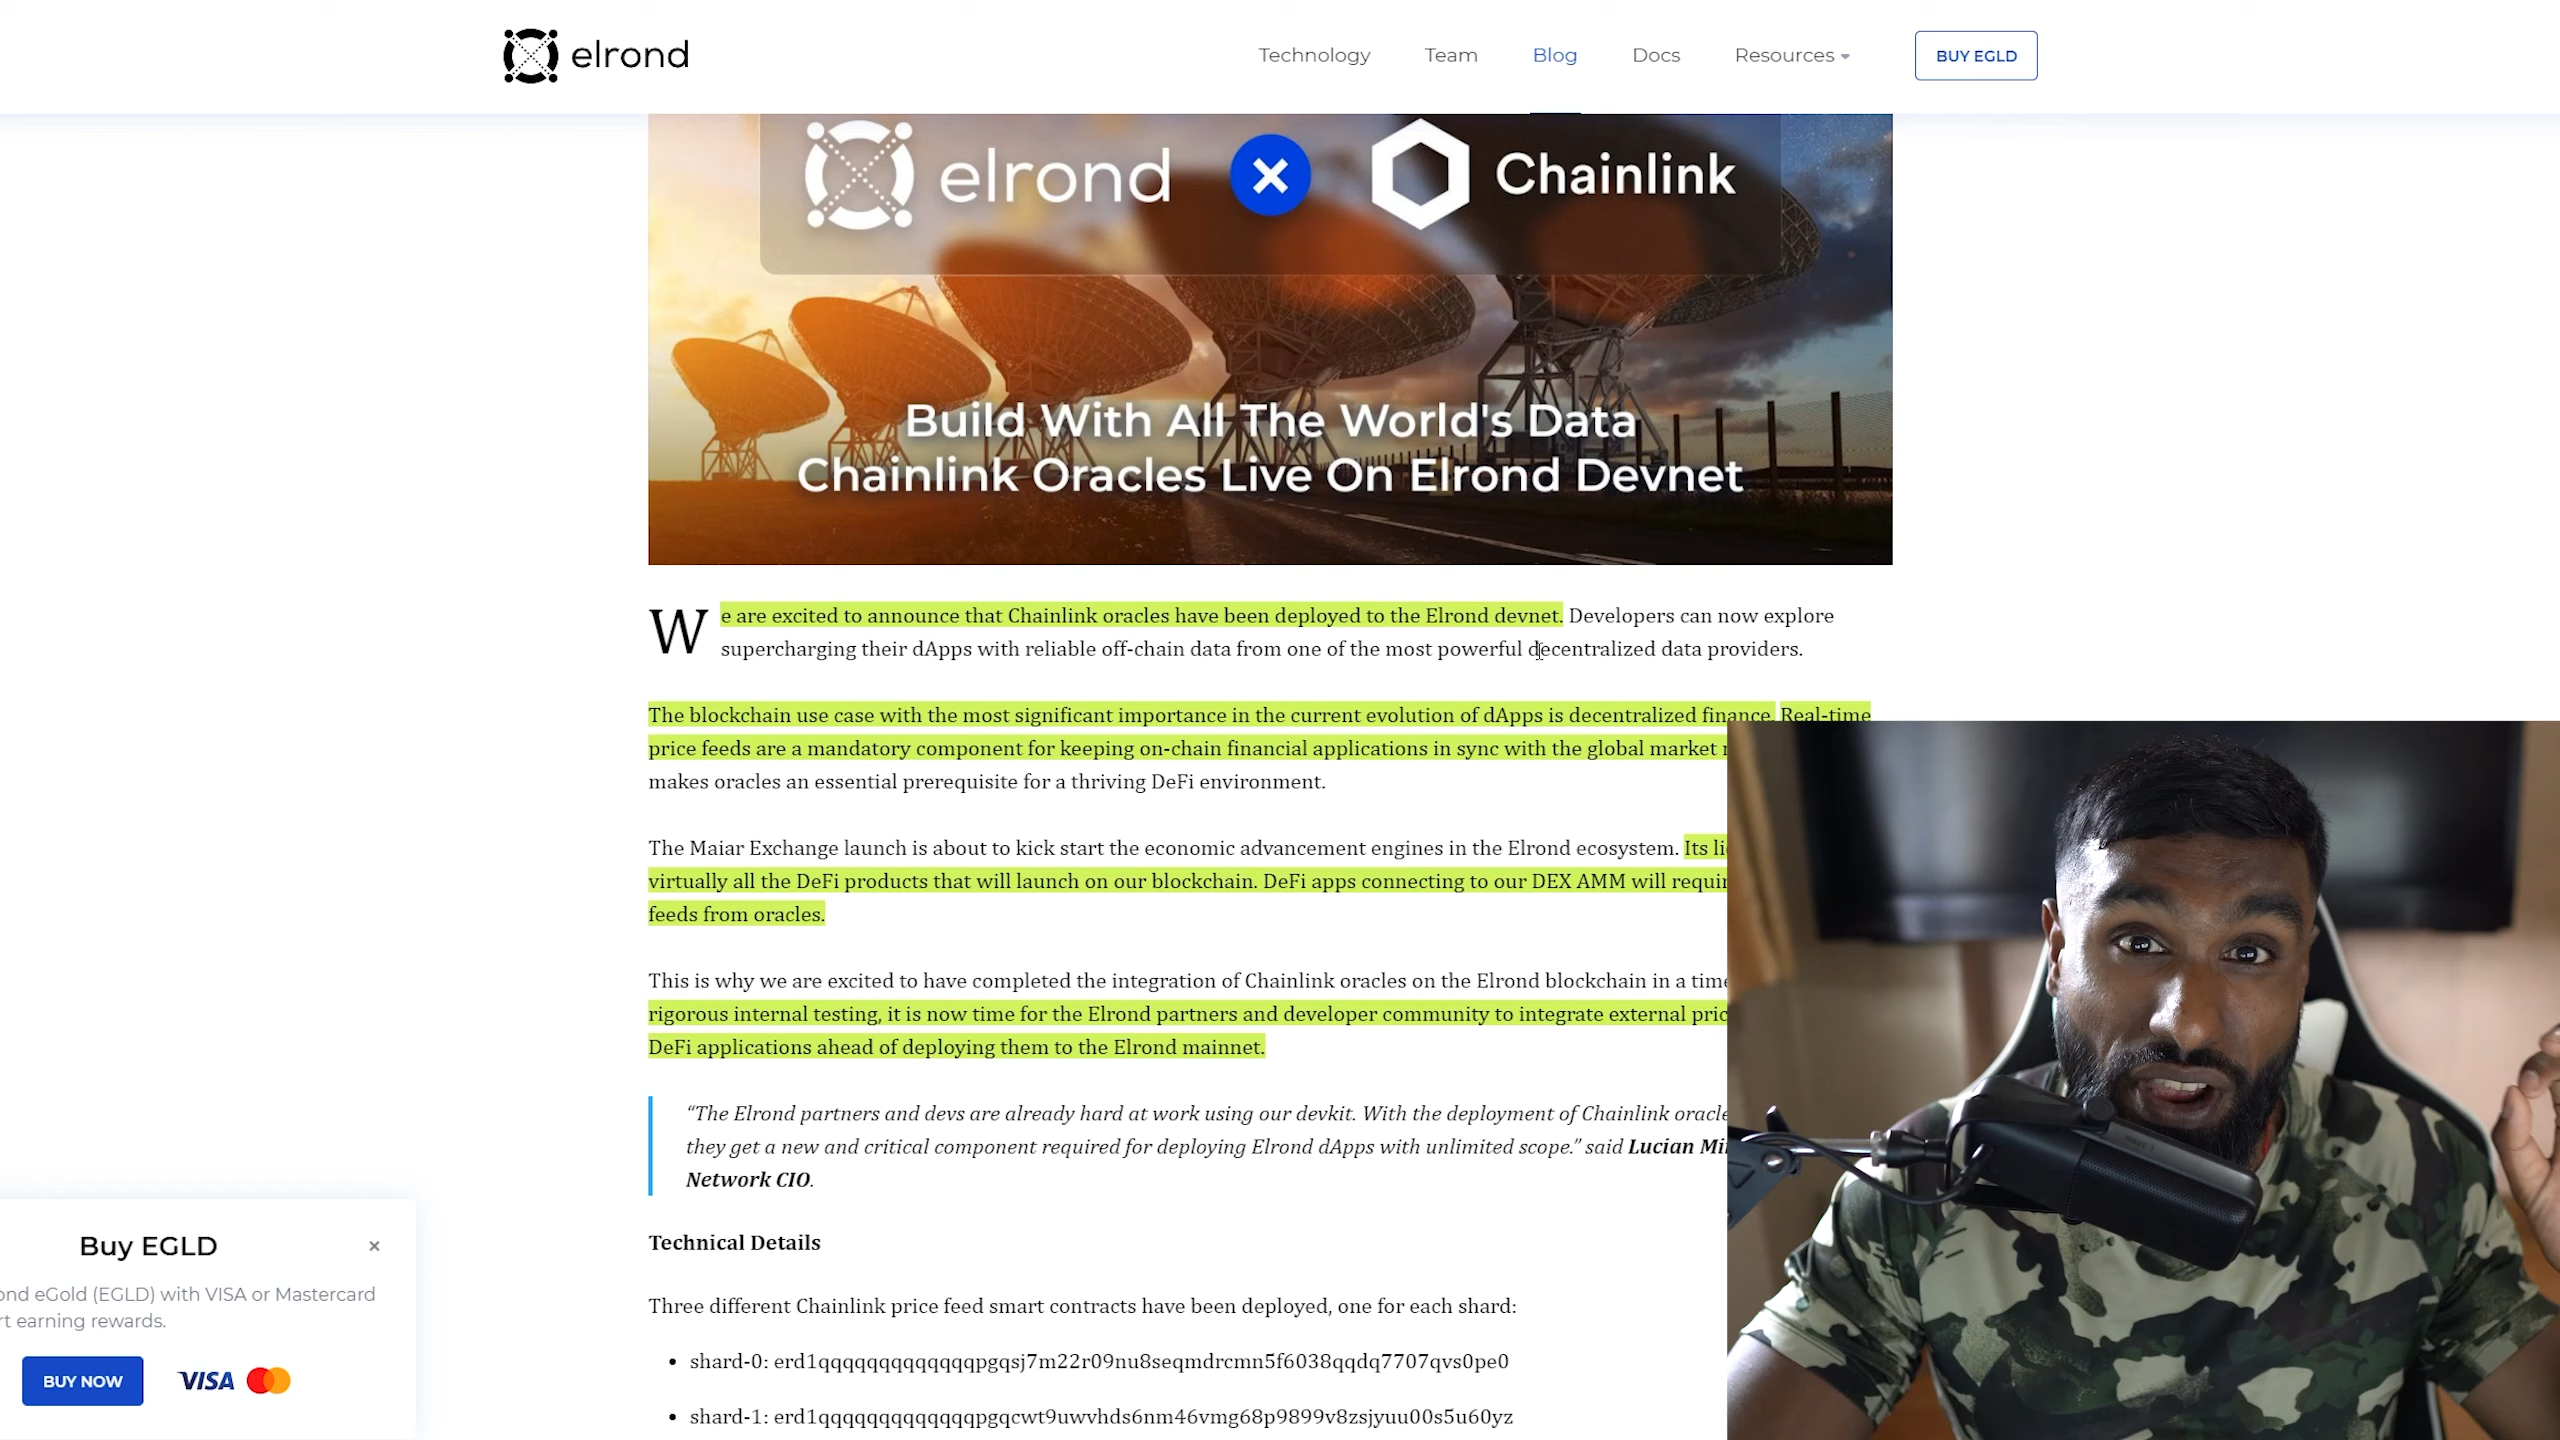 elrond
Technology Team Blog Docs Resources BUY EGLD
elrond Chainlink
Build With All The World's Data
Chainlink Oracles Live On Elrond Devnet
We are excited to announce that Chainlink oracles have been deployed to the Elrond devnet. Developers can now explore
supercharging their dApps with reliable off-chain data from one of the most powerful decentralized data providers.
The blockchain use case with the most significant importance in the current evolution of dApps is decentralized finance. Real-time
price feeds are a mandatory component for keeping on-chain financial applications in sync with the global market
makes oracles an essential prerequisite for a thriving DeFi environment.
The Maiar Exchange launch is about to kick start the economic advancement engines in the Elrond ecosystem. Its
virtually all the DeFi products that will launch on our blockchain. DeFi apps connecting to our DEX AMM will
feeds from oracles.
This is why we are excited to have completed the integration of Chainlink oracles on the Elrond blockchain in a
rigorous internal testing, it is now time for the Elrond partners and developer community to integrate external
DeFi applications ahead of deploying them to the Elrond mainnet.
“The Elrond partners and devs are already hard at work using our devkit. With the deployment of Chainlink
they get a new and critical component required for deploying Elrond dApps with unlimited scope.” said Lucian
Network CIO.
Technical Details
Three different Chainlink price feed smart contracts have been deployed, one for each shard:
• shard-0: erd1qqqqqqqqqqqqqpgqsj7m22r09nu8seqmdrcmn5f6038qqdq7707qvs0pe0
• shard-1: erd1qqqqqqqqqqqqqpgqcwt9uwvhds6nm46vmg68p9899v8zsjyuu00s5u60yz
Buy EGLD ×
eGold (EGLD) with VISA or Mastercard
earning rewards.
BUY NOW VISA